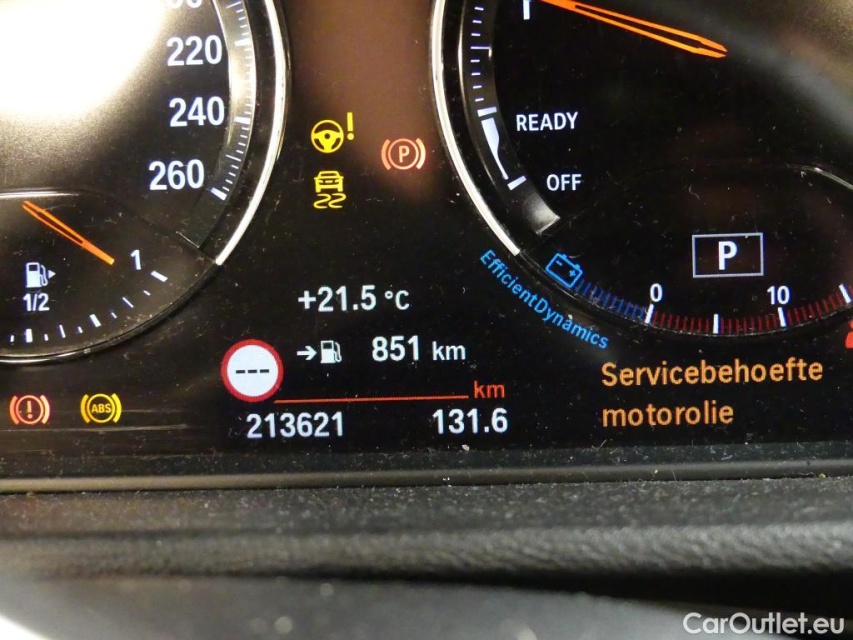 220
240
260
1
1/2
READY
OFF
P
ABS
P
EfficientDynamics
0
10
+21.5 °C
851 km
---
km
213621
131.6
Servicebehoefte
motorolie
CarOutlet.eu